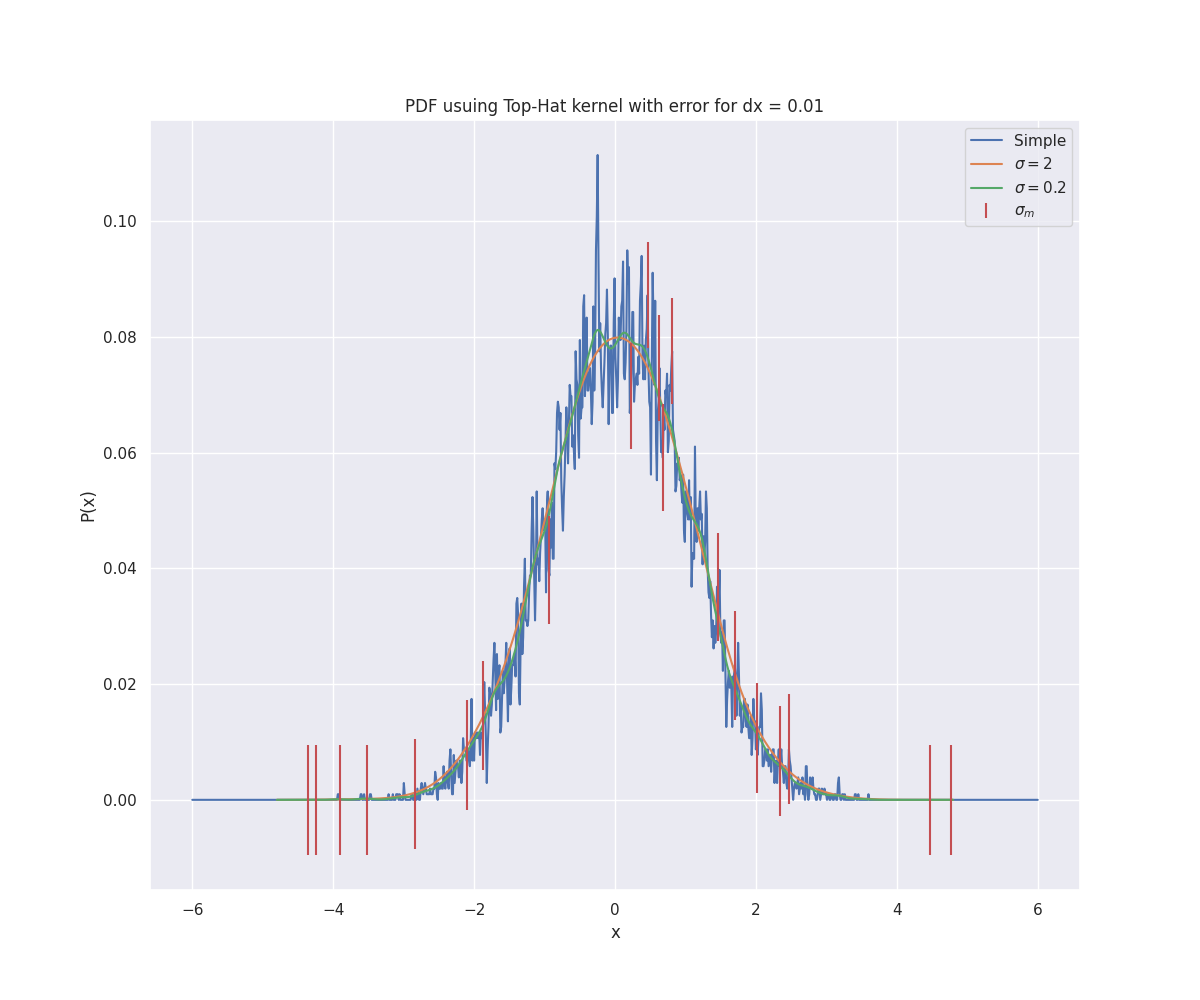 PDF usuing Top-Hat kernel with error for dx = 0.01
Simple
σ = 2
σ = 0.2
σm
0.10
0.08
0.06
0.04
0.02
0.00
P(x)
−6 −4 −2 0 2 4 6
x